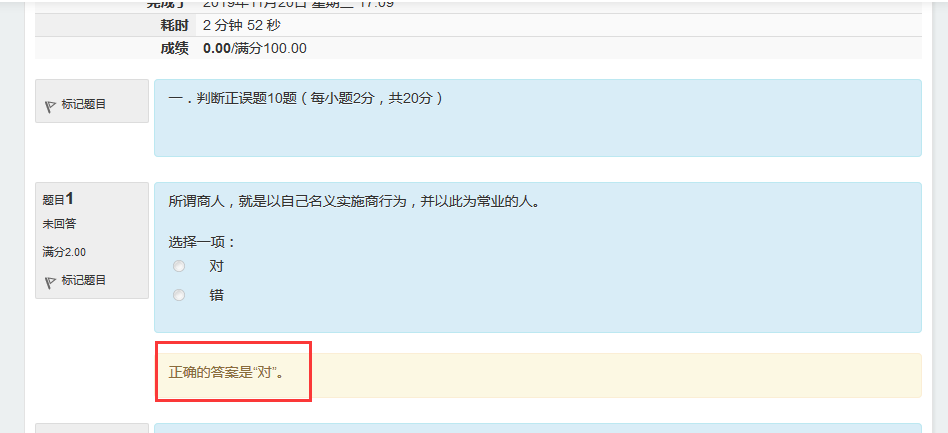 完成于 2019年11月20日 星期三 17:09
耗时 2 分钟 52 秒
成绩 0.00/满分100.00
标记题目
一．判断正误题10题（每小题2分，共20分）
题目1
未回答
满分2.00
标记题目
所谓商人，就是以自己名义实施商行为，并以此为常业的人。
选择一项：
对
错
正确的答案是“对”。